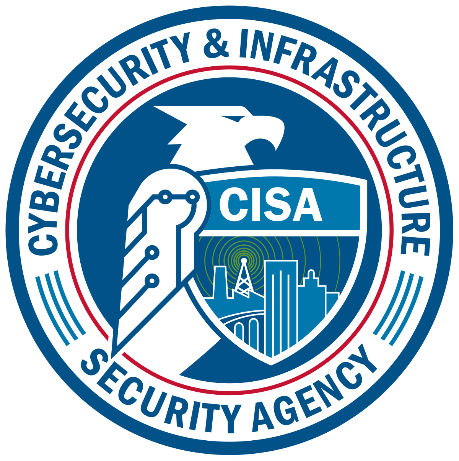 CYBERSECURITY & INFRASTRUCTURE
SECURITY AGENCY
CISA